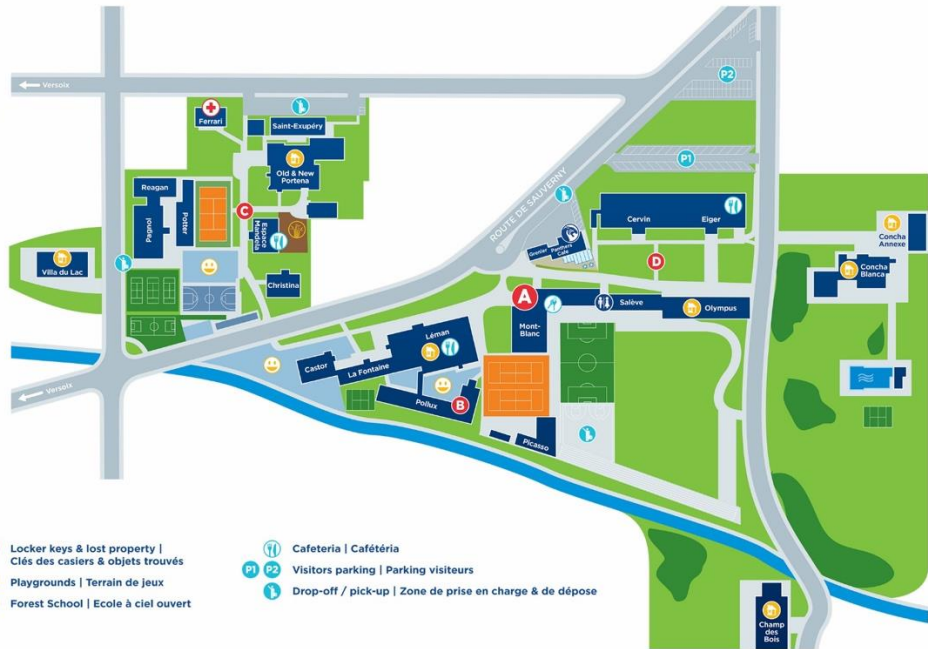 P2
Versoix
Ferrari
Saint-Exupéry
P1
Old & New
Portena
ROUTE DE SAUVERNY
Reagan
Potter
Pagnol
C
Espace
Mandela
Cervin
Eiger
Concha
Annexe
Grenier
Panthers
Cafe
Villa du Lac
D
Concha
Blanca
Christina
A
Salève
Olympus
Mont-
Blanc
Léman
Castor
La Fontaine
Versoix
Pollux
B
Picasso
Locker keys & lost property |
Clés des casiers & objets trouvés
Playgrounds | Terrain de jeux
Forest School | Ecole à ciel ouvert
Cafeteria | Cafétéria
P1 P2 Visitors parking | Parking visiteurs
Drop-off / pick-up | Zone de prise en charge & de dépose
Champ
des
Bois